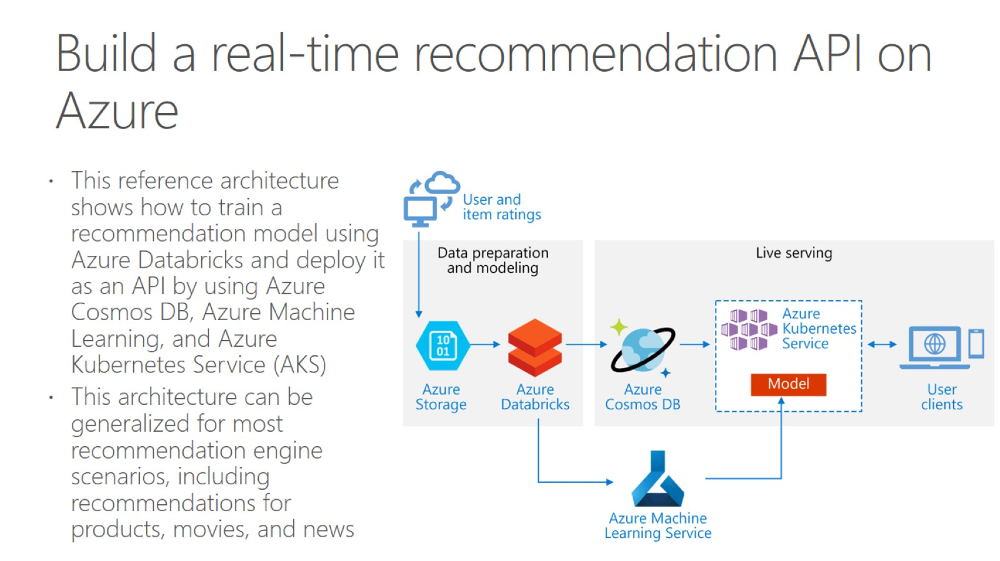 Build a real-time recommendation API on
Azure
· This reference architecture
shows how to train a
recommendation model using
Azure Databricks and deploy it
as an API by using Azure
Cosmos DB, Azure Machine
Learning, and Azure
Kubernetes Service (AKS)
· This architecture can be
generalized for most
recommendation engine
scenarios, including
recommendations for
products, movies, and news
User and
item ratings
Data preparation
and modeling
Live serving
10
01
Azure
Storage
Azure
Databricks
Azure
Cosmos DB
Azure
Kubernetes
Service
Model
User
clients
Azure Machine
Learning Service